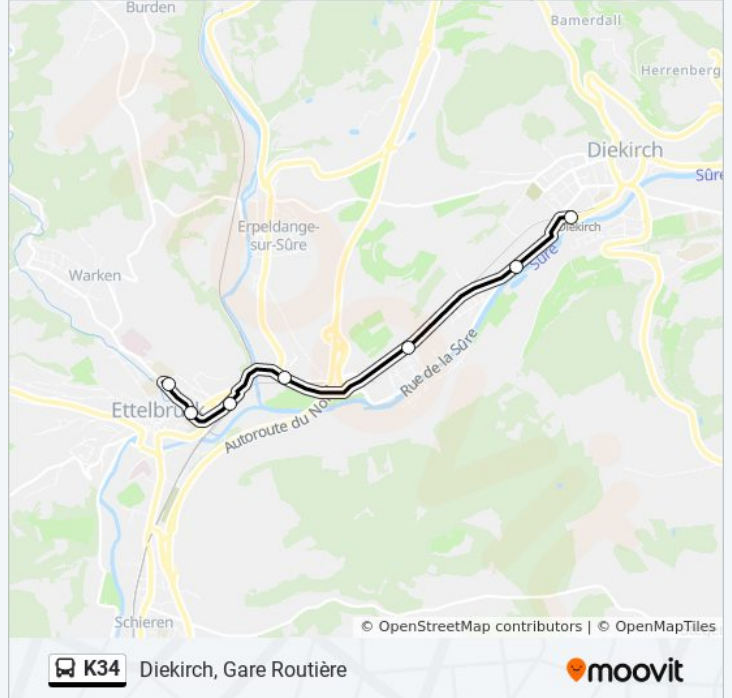 Burden
Bamerdall
Herrenberg
Diekirch
Sûre
Erpeldange-
sur-Sûre
Diekirch
Sûre
Warken
Rue de la Sûre
Ettelbruck
Autoroute du Nord
Schieren
© OpenStreetMap contributors | © OpenMapTiles
K34 Diekirch, Gare Routière moovit